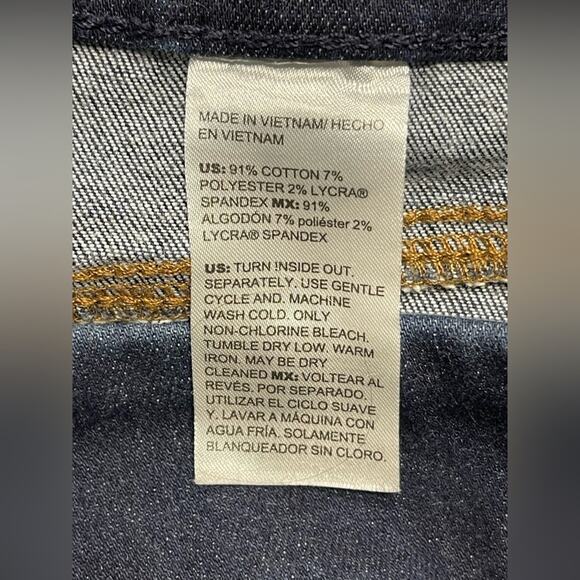 MADE IN VIETNAM/ HECHO
EN VIETNAM
US: 91% COTTON 7%
POLYESTER 2% LYCRA®
SPANDEX MX: 91%
ALGODÓN 7% poliéster 2%
LYCRA® SPANDEX
US: TURN INSIDE OUT.
SEPARATELY. USE GENTLE
CYCLE AND. MACHINE
WASH COLD. ONLY
NON-CHLORINE BLEACH.
TUMBLE DRY LOW. WARM
IRON. MAY BE DRY
CLEANED MX: VOLTEAR AL
REVÉS. POR SEPARADO.
UTILIZAR EL CICLO SUAVE
Y. LAVAR A MÁQUINA CON
AGUA FRÍA. SOLAMENTE
BLANQUEADOR SIN CLORO.